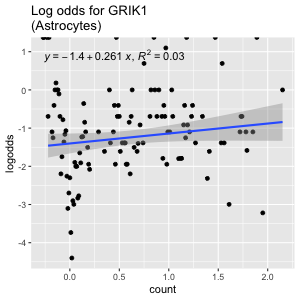 Log odds for GRIK1
(Astrocytes)
y = −1.4 + 0.261 x, R² = 0.03
1
0
-1
-2
-3
-4
logodds
0.0 0.5 1.0 1.5 2.0
count